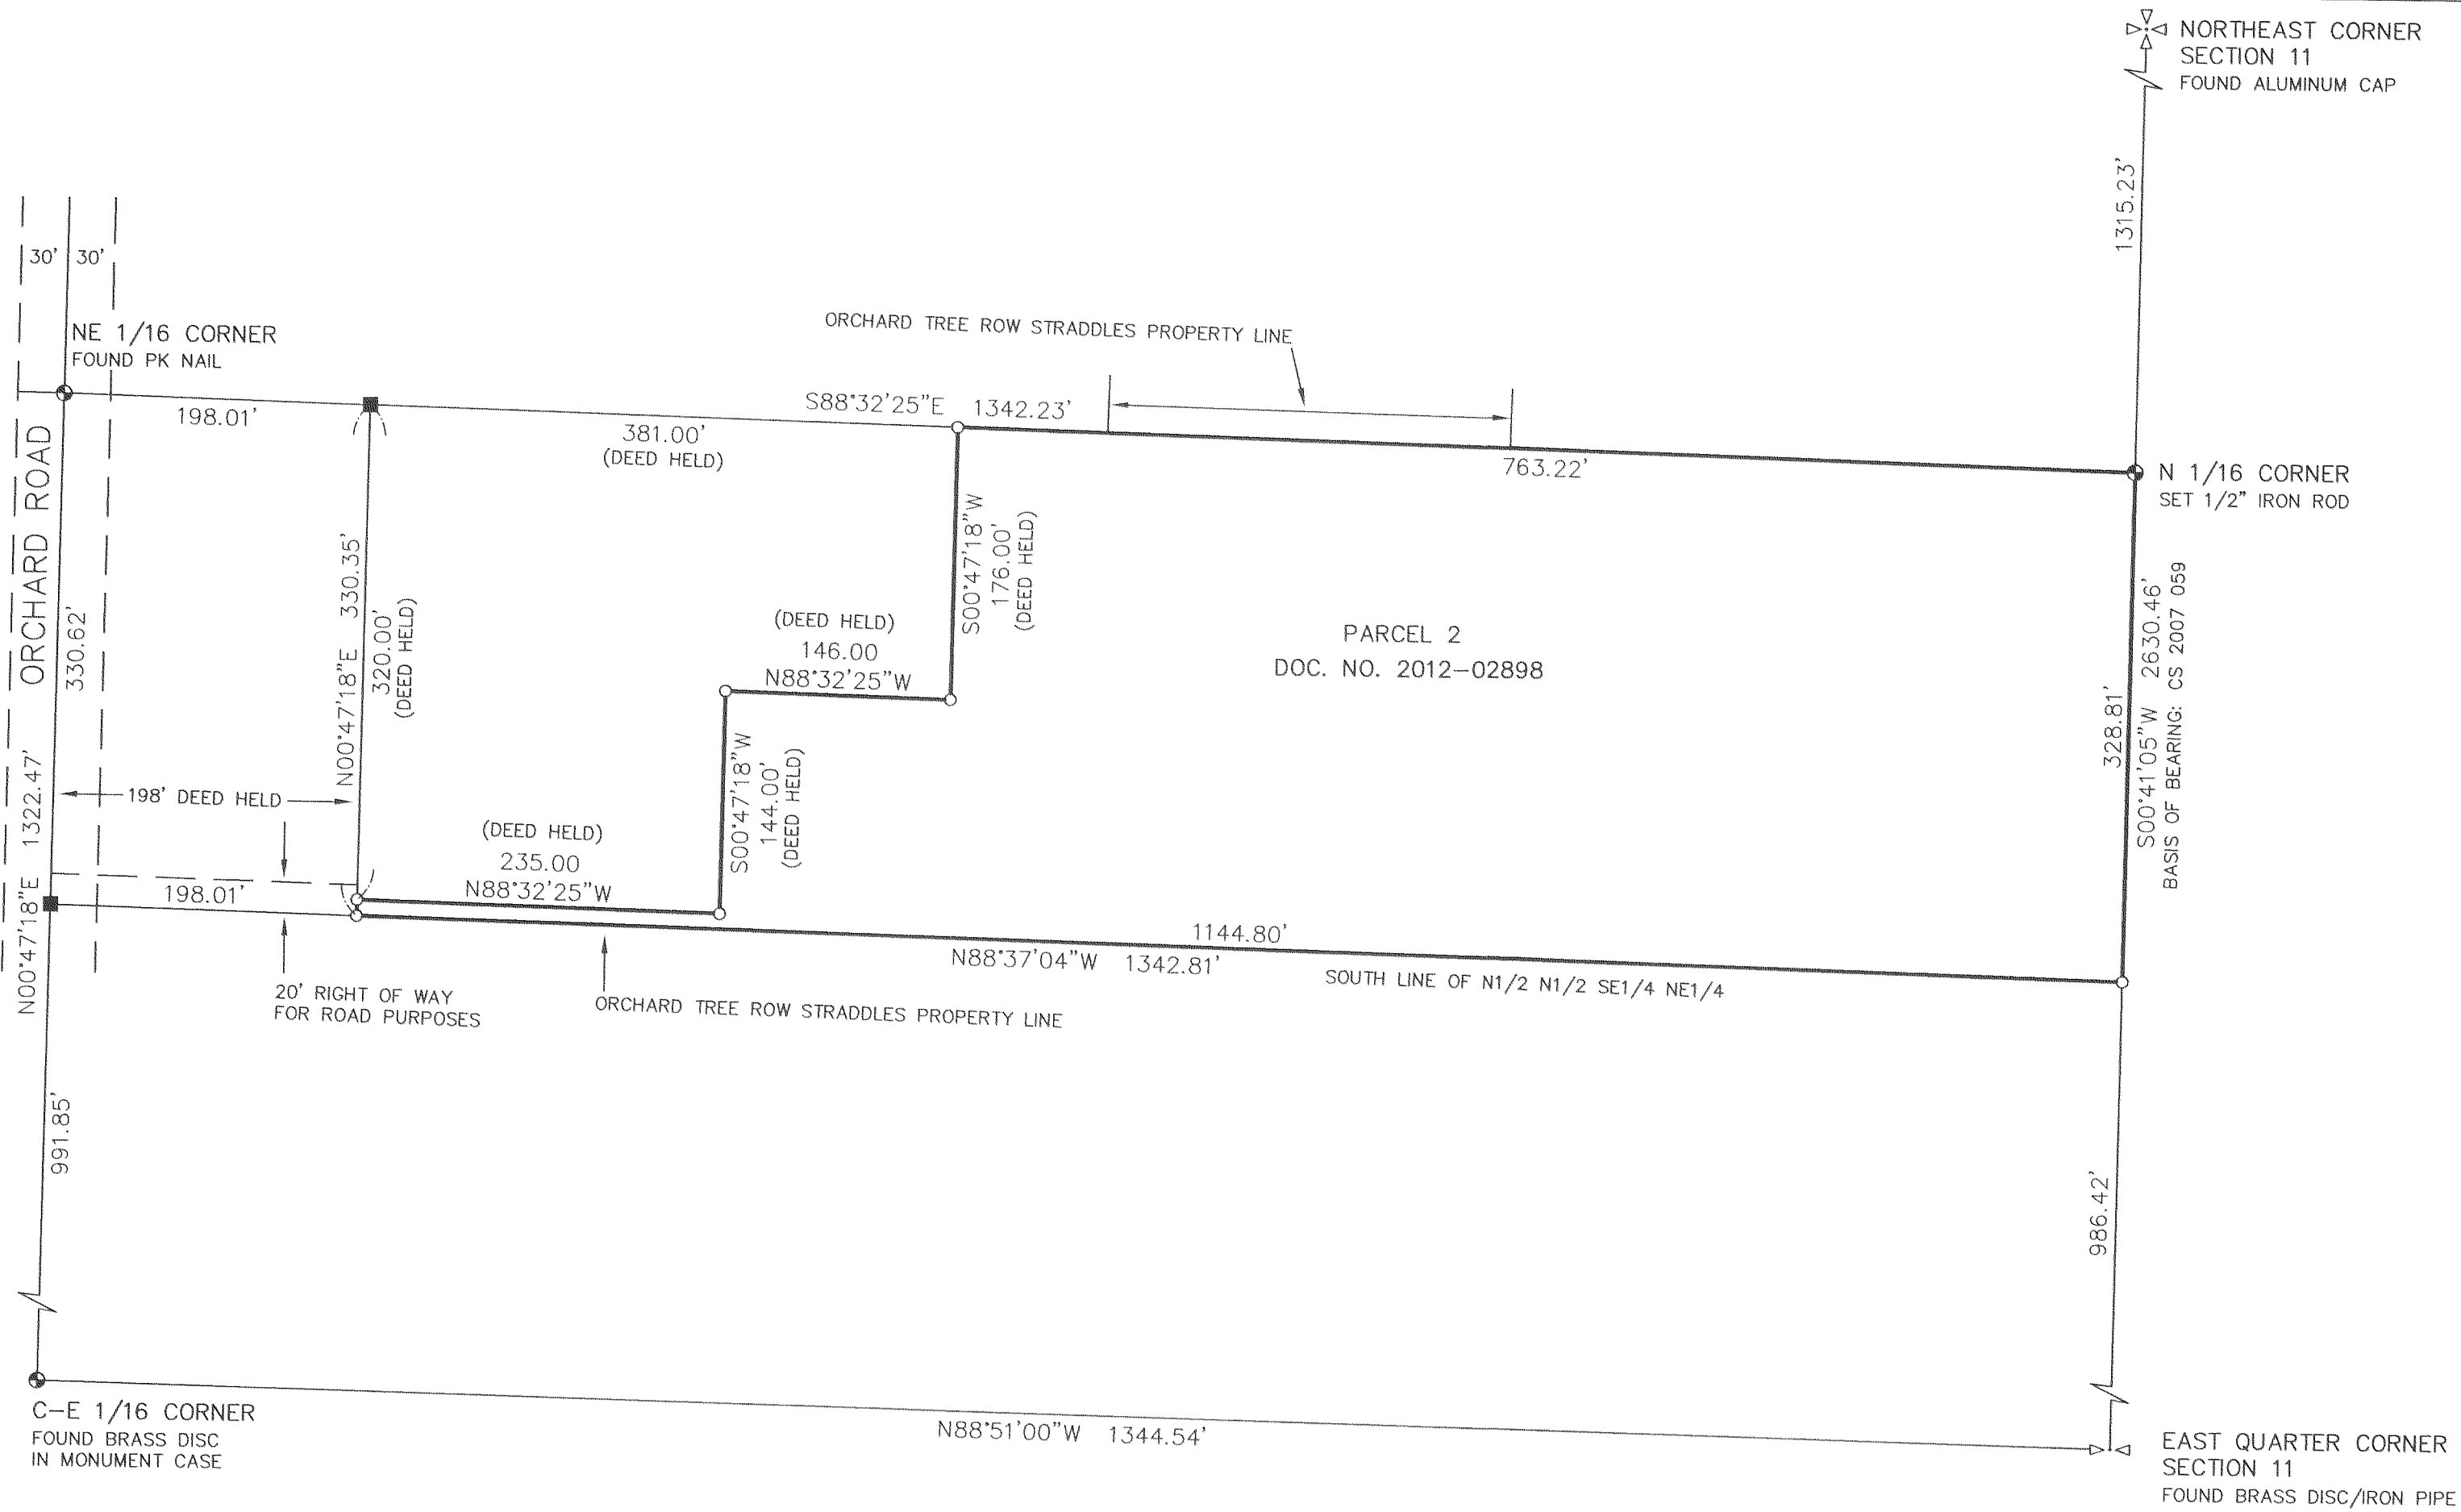 NORTHEAST CORNER
SECTION 11
FOUND ALUMINUM CAP
1315.23'
30' 30'
NE 1/16 CORNER
FOUND PK NAIL
ORCHARD TREE ROW STRADDLES PROPERTY LINE
198.01'
S88°32'25"E 1342.23'
381.00'
(DEED HELD)
763.22'
N 1/16 CORNER
SET 1/2" IRON ROD
ORCHARD ROAD
330.62'
N00°47'18"E 1322.47'
N00°47'18"E 330.35'
320.00'
(DEED HELD)
S00°47'18"W
176.00'
(DEED HELD)
(DEED HELD)
146.00
N88°32'25"W
PARCEL 2
DOC. NO. 2012-02898
328.81'
S00°41'05"W 2630.46'
BASIS OF BEARING: CS 2007 059
198' DEED HELD
S00°47'18"W
144.00'
(DEED HELD)
(DEED HELD)
235.00
N88°32'25"W
198.01'
1144.80'
N88°37'04"W 1342.81'
SOUTH LINE OF N1/2 N1/2 SE1/4 NE1/4
20' RIGHT OF WAY
FOR ROAD PURPOSES
ORCHARD TREE ROW STRADDLES PROPERTY LINE
991.85'
986.42'
C-E 1/16 CORNER
FOUND BRASS DISC
IN MONUMENT CASE
N88°51'00"W 1344.54'
EAST QUARTER CORNER
SECTION 11
FOUND BRASS DISC/IRON PIPE